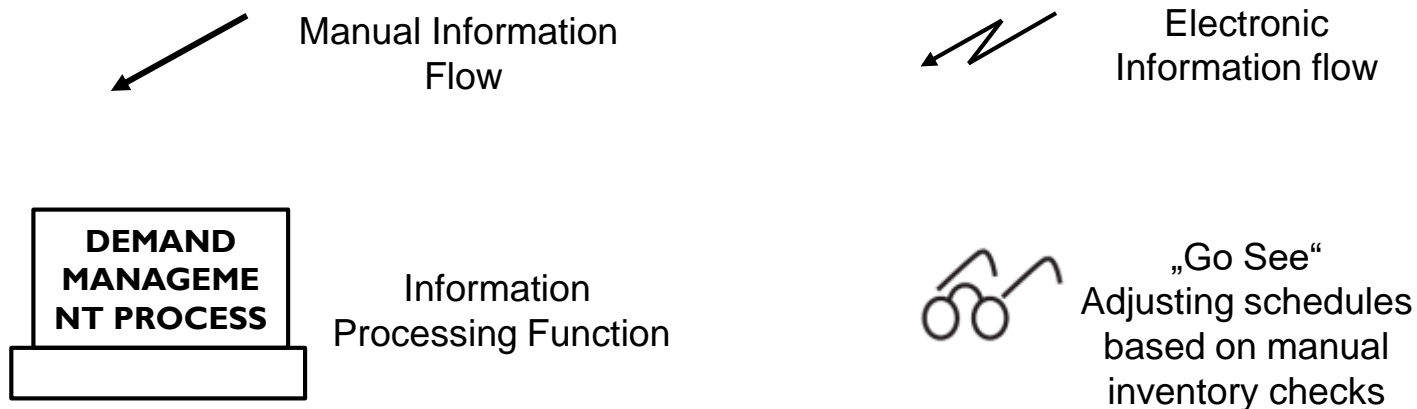 Manual Information
Flow
Electronic
Information flow
DEMAND
MANAGEME
NT PROCESS
Information
Processing Function
„Go See“
Adjusting schedules
based on manual
inventory checks